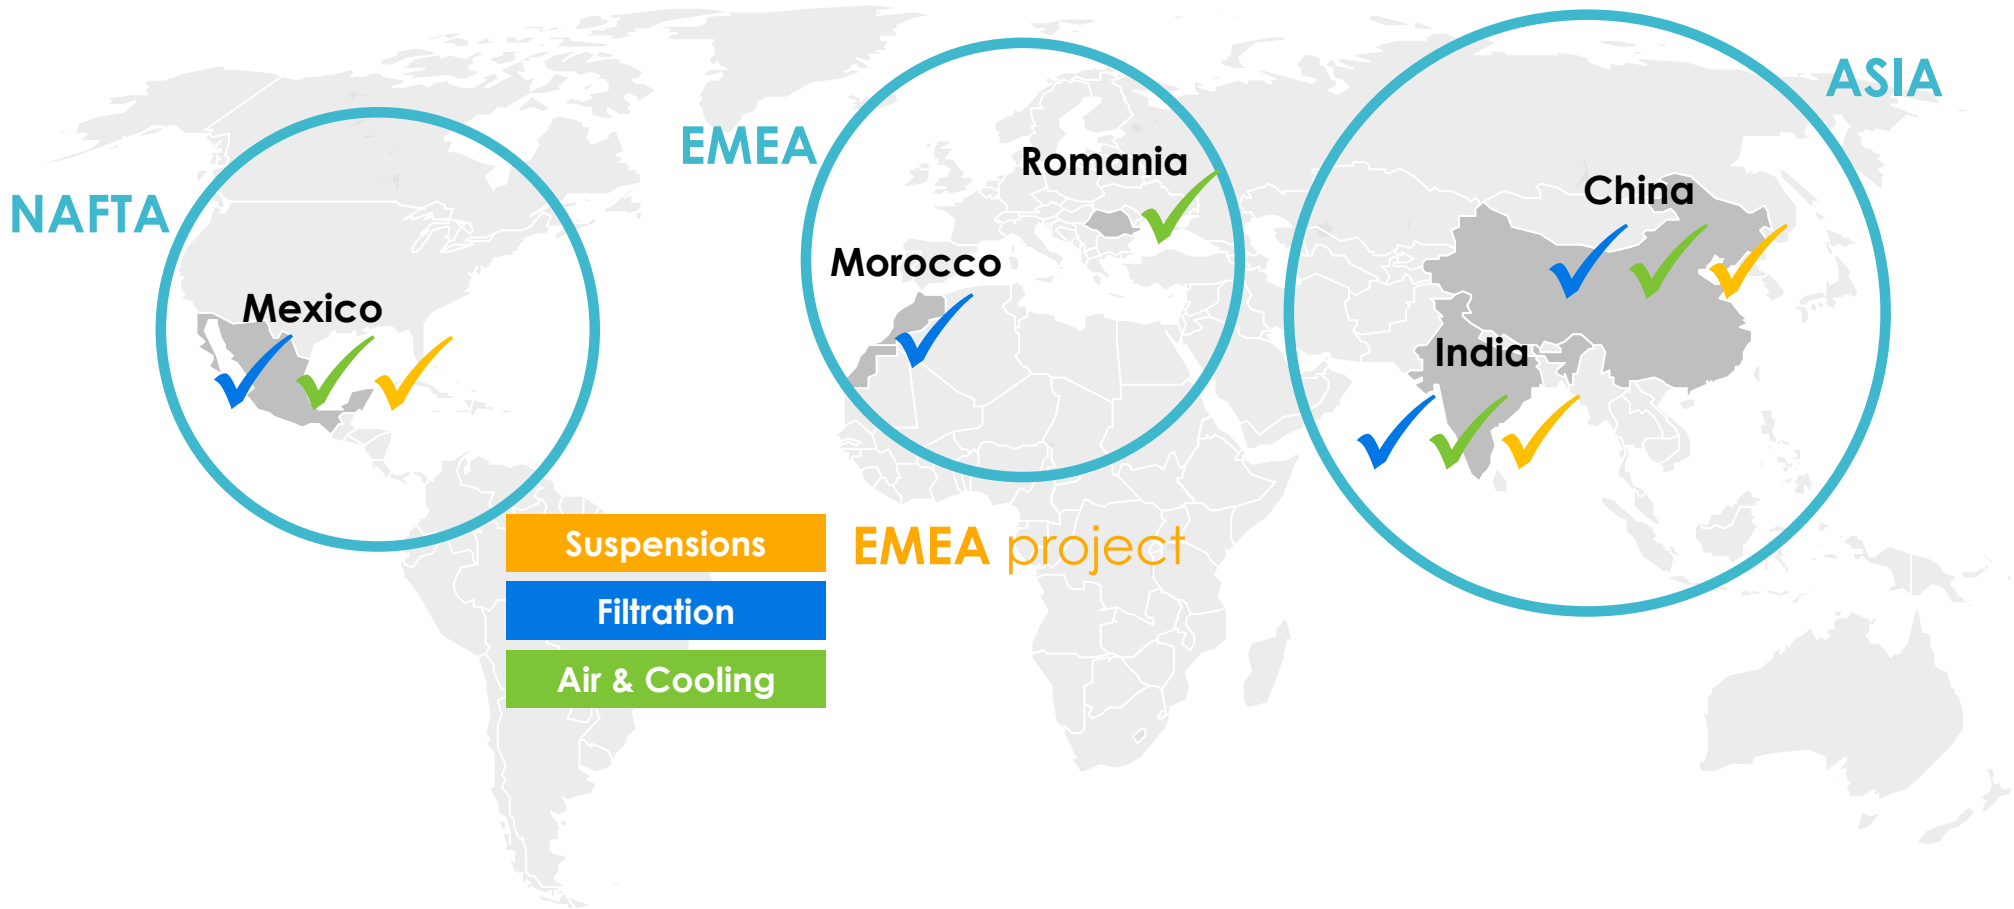 ASIA
EMEA
Romania
China
NAFTA
Morocco
Mexico
India
Suspensions
EMEA project
Filtration
Air & Cooling